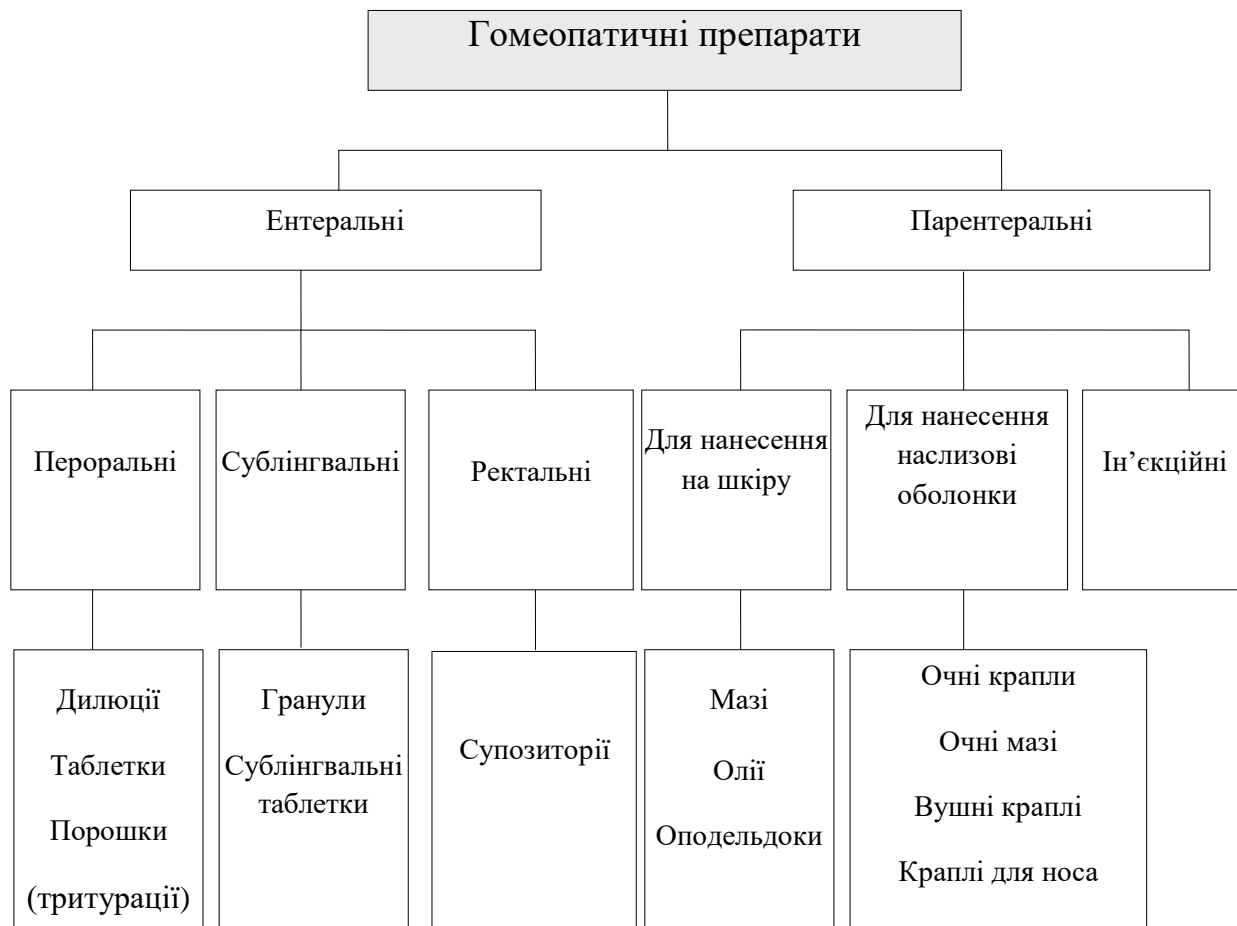 Гомеопатичні препарати
Ентеральні
Парентеральні
Пероральні
Сублінгвальні
Ректальні
Для нанесення
на шкіру
Для нанесення
наслизові
оболонки
Ін’єкційні
Дилюції
Таблетки
Порошки
(тритурації)
Гранули
Сублінгвальні
таблетки
Супозиторії
Мазі
Олії
Оподельдоки
Очні крапли
Очні мазі
Вушні краплі
Краплі для носа